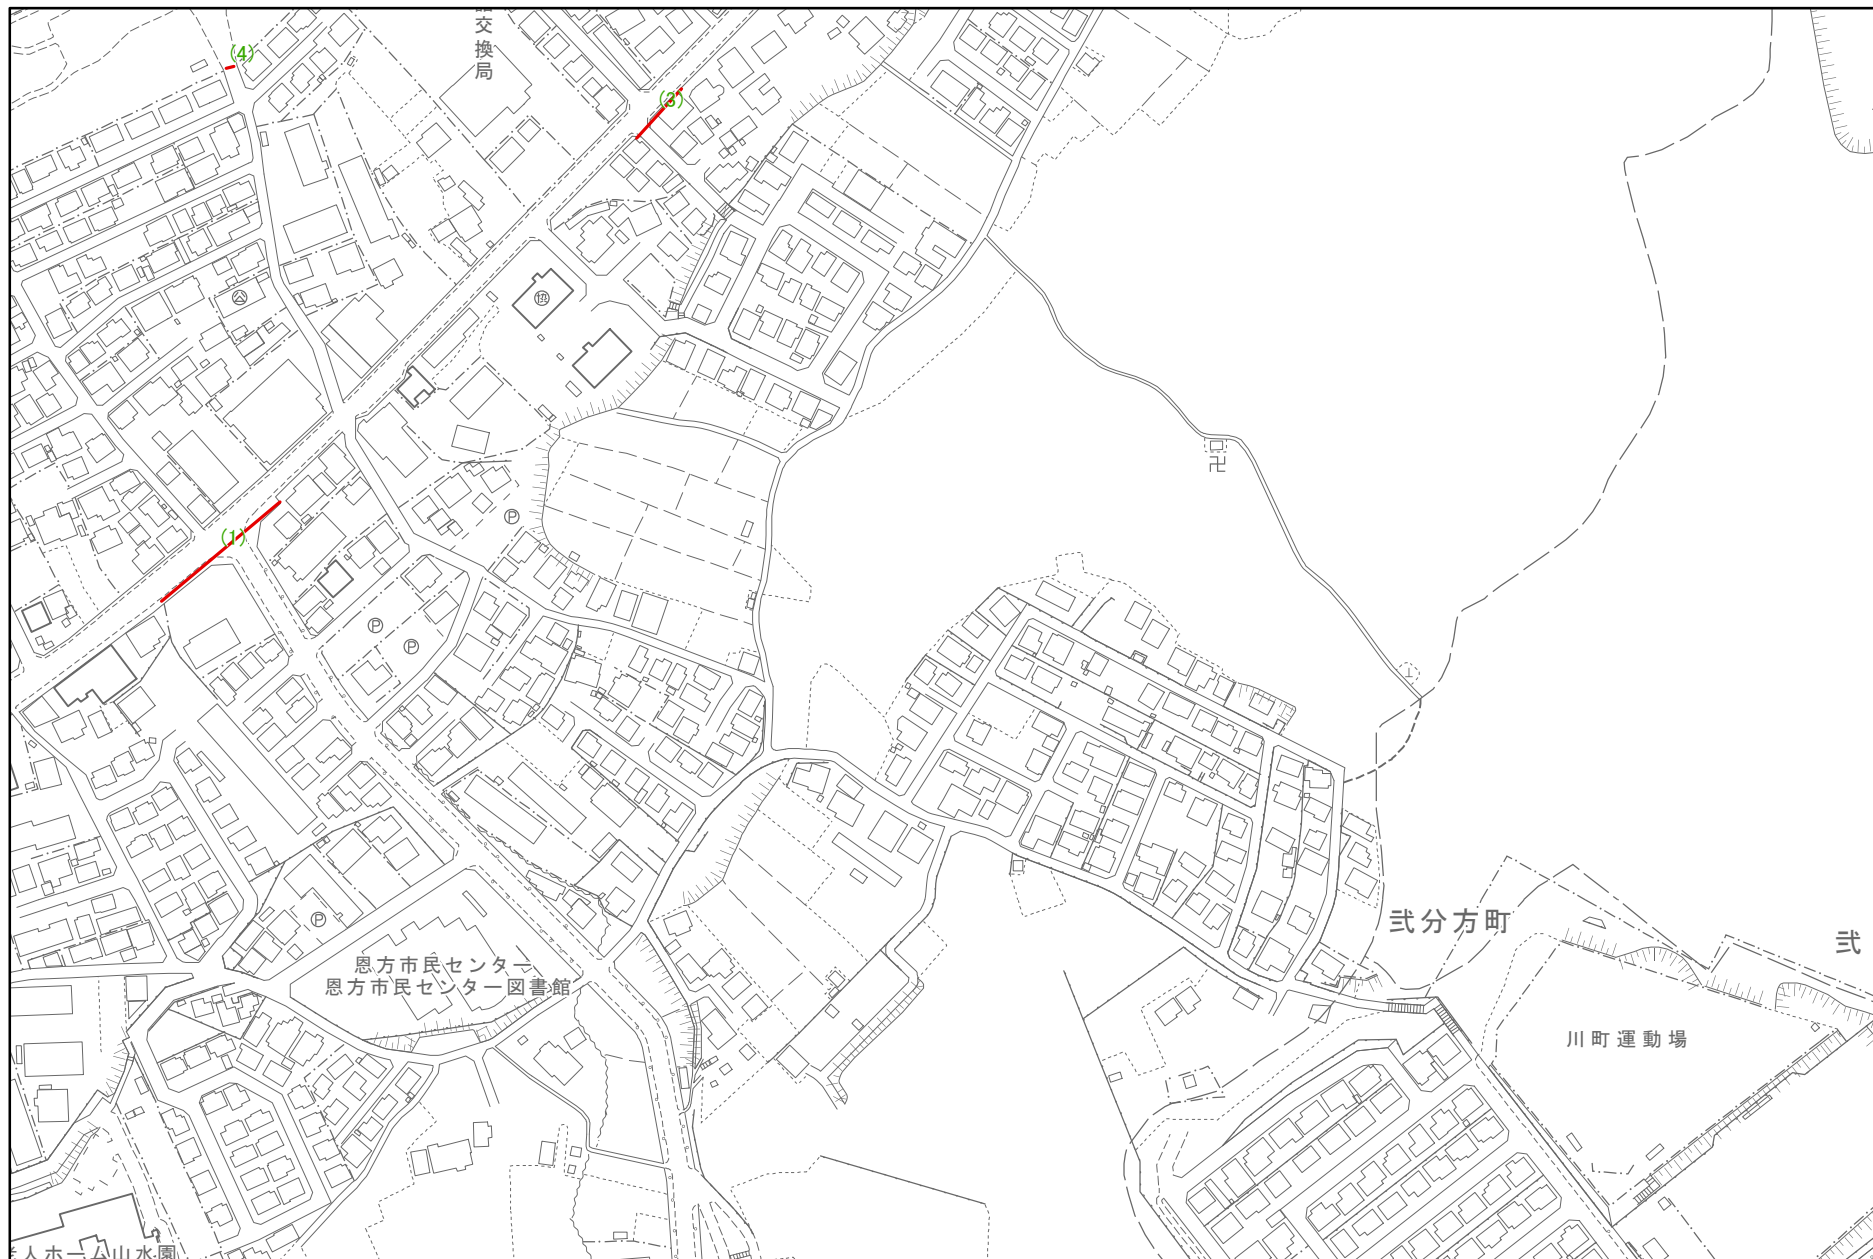 交換局
(4)
(3)
協
(1)
卍
P
P
P
弐分方町
弐
恩方市民センター
恩方市民センター図書館
川町運動場
人ホーム山水園